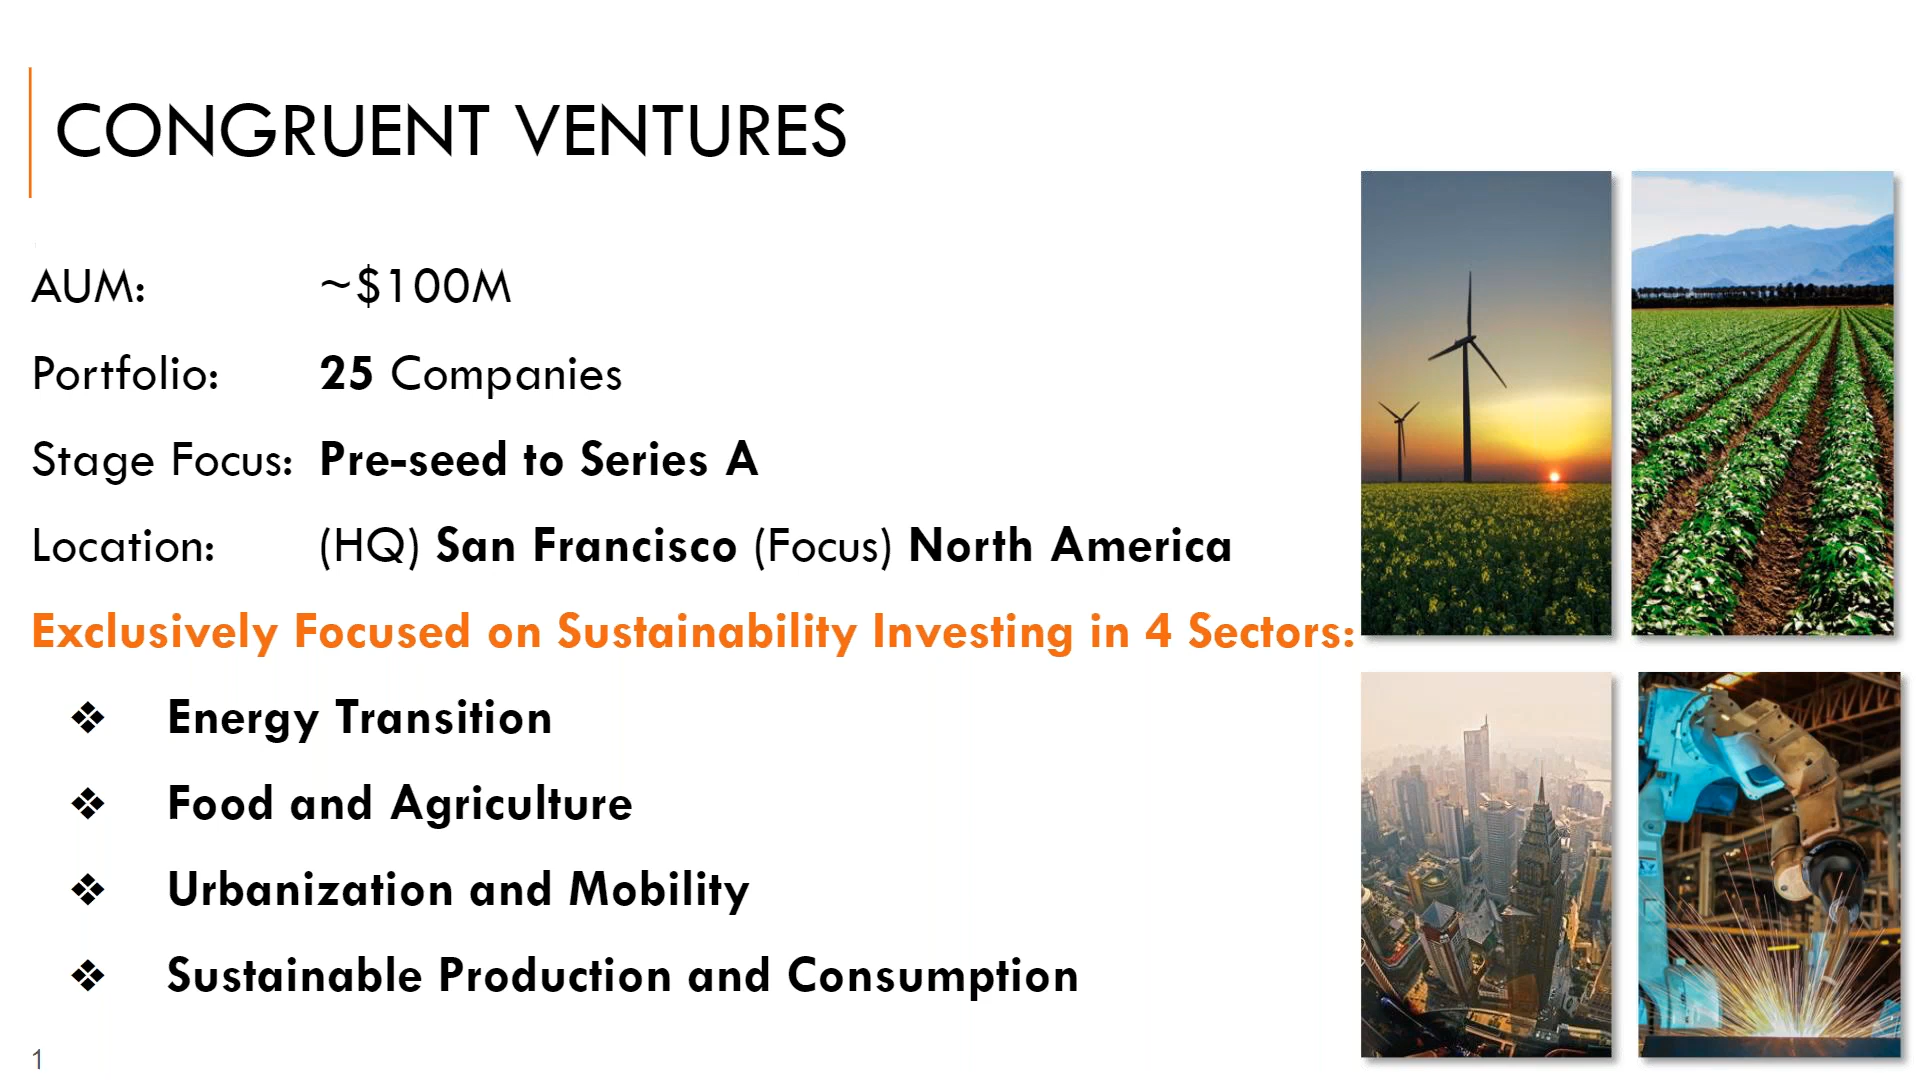 CONGRUENT VENTURES
AUM: ~$100M
Portfolio: 25 Companies
Stage Focus: Pre-seed to Series A
Location: (HQ) San Francisco (Focus) North America
Exclusively Focused on Sustainability Investing in 4 Sectors:
❖ Energy Transition
❖ Food and Agriculture
❖ Urbanization and Mobility
❖ Sustainable Production and Consumption
1